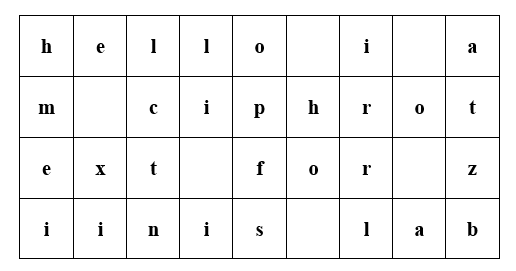 h e l l o   i   a
m   c i p h r o t
e x t   f o r   z
i i n i s   l a b